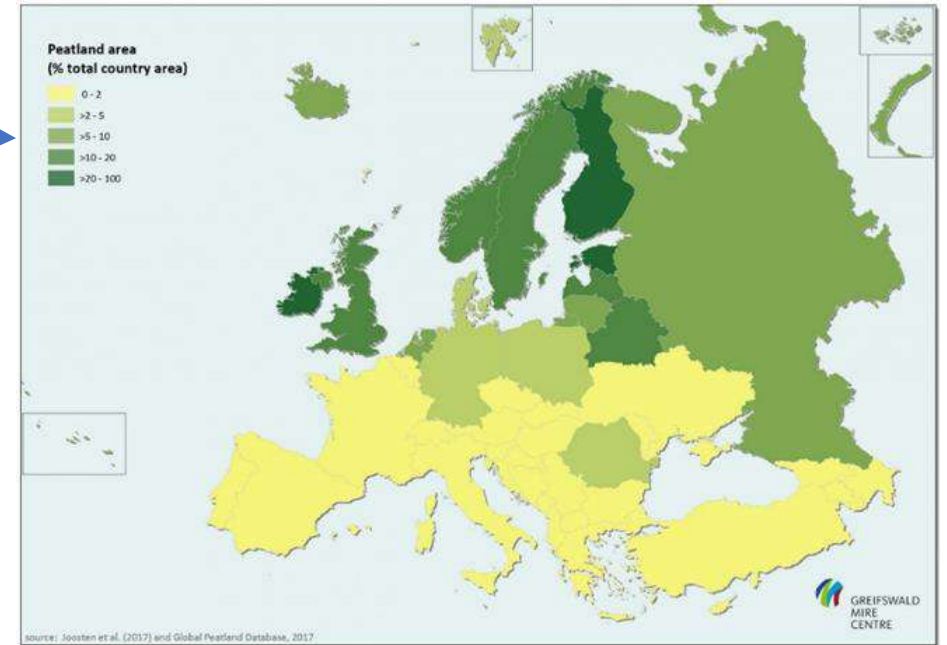 Peatland area
(% total country area)
0 - 2
>2 - 5
>5 - 10
>10 - 20
>20 - 100
GREIFSWALD
MIRE
CENTRE
source: Joosten et al. (2017) and Global Peatland Database, 2017